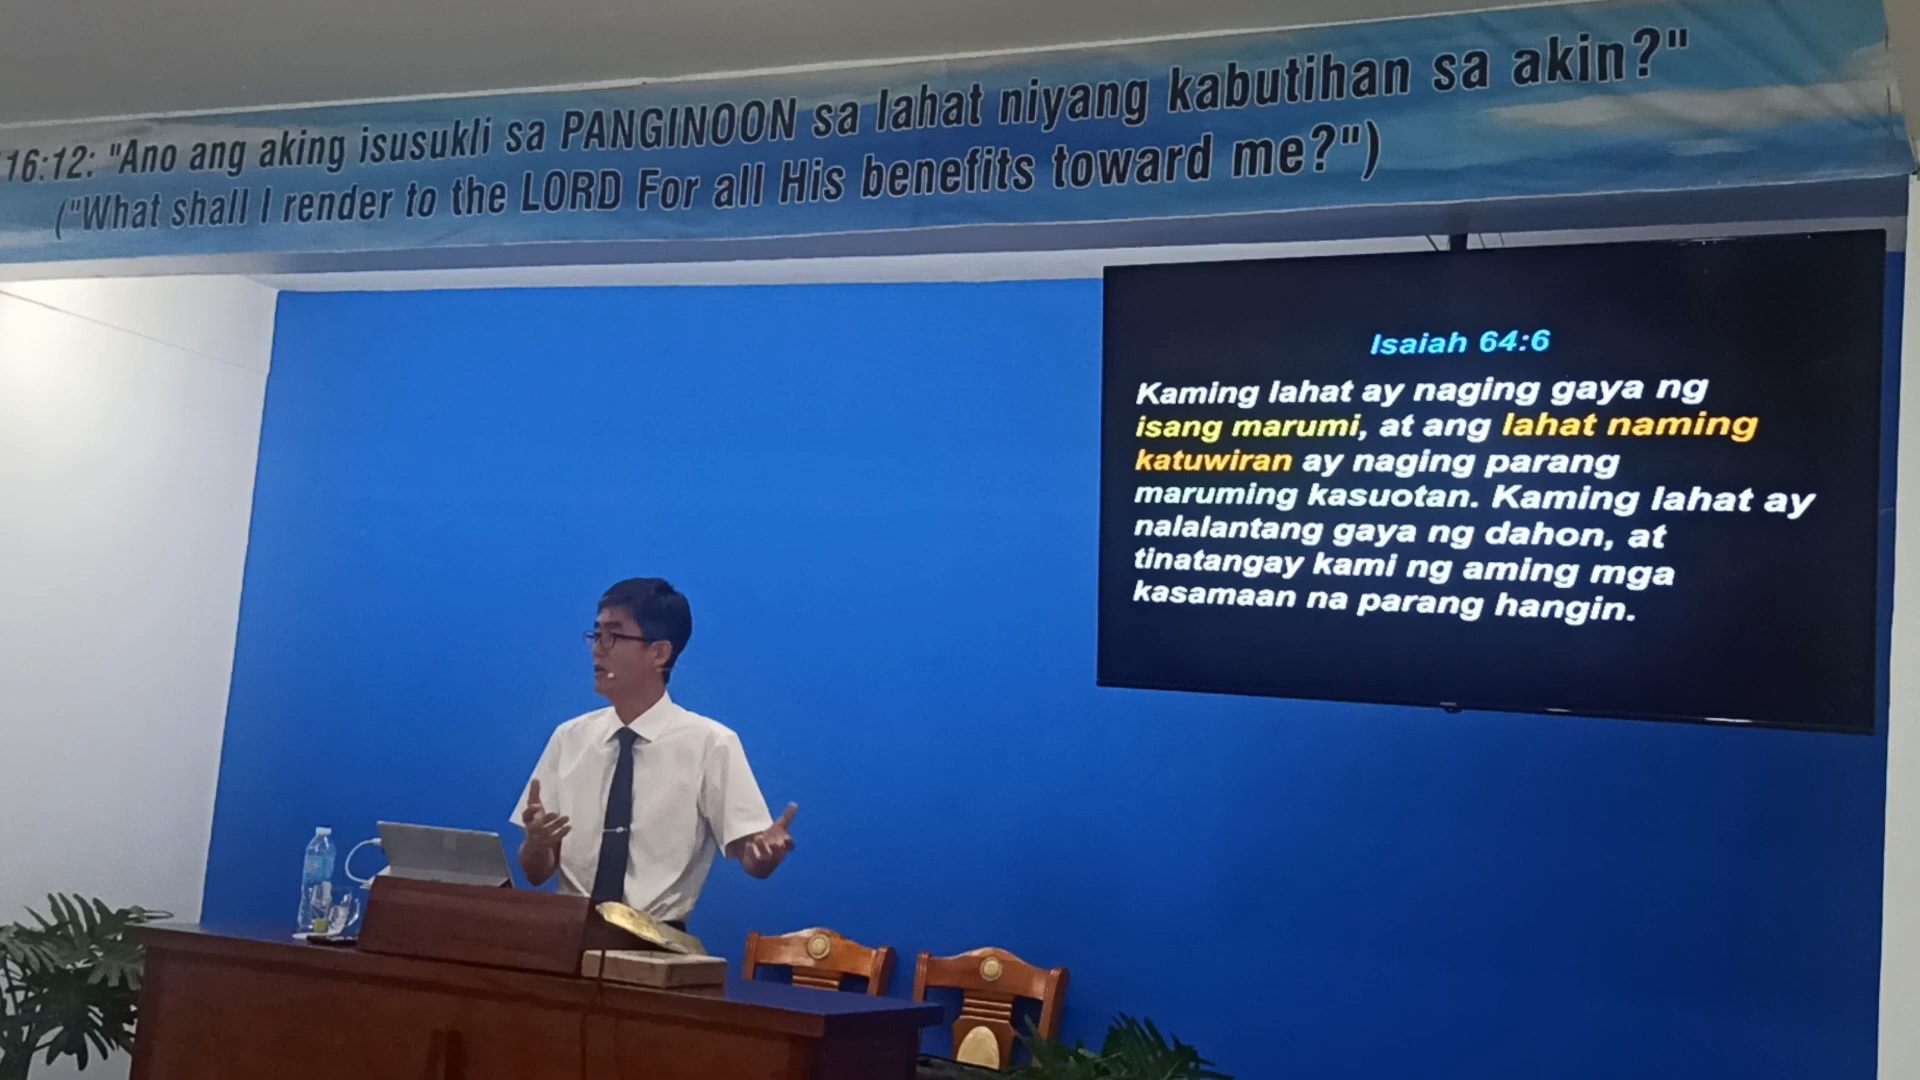 16:12: "Ano ang aking isusukli sa PANGINOON sa lahat niyang kabutihan sa akin?"
("What shall I render to the LORD For all His benefits toward me?")
Isaiah 64:6
Kaming lahat ay naging gaya ng
isang marumi, at ang lahat naming
katuwiran ay naging parang
maruming kasuotan. Kaming lahat ay
nalalantang gaya ng dahon, at
tinatangay kami ng aming mga
kasamaan na parang hangin.